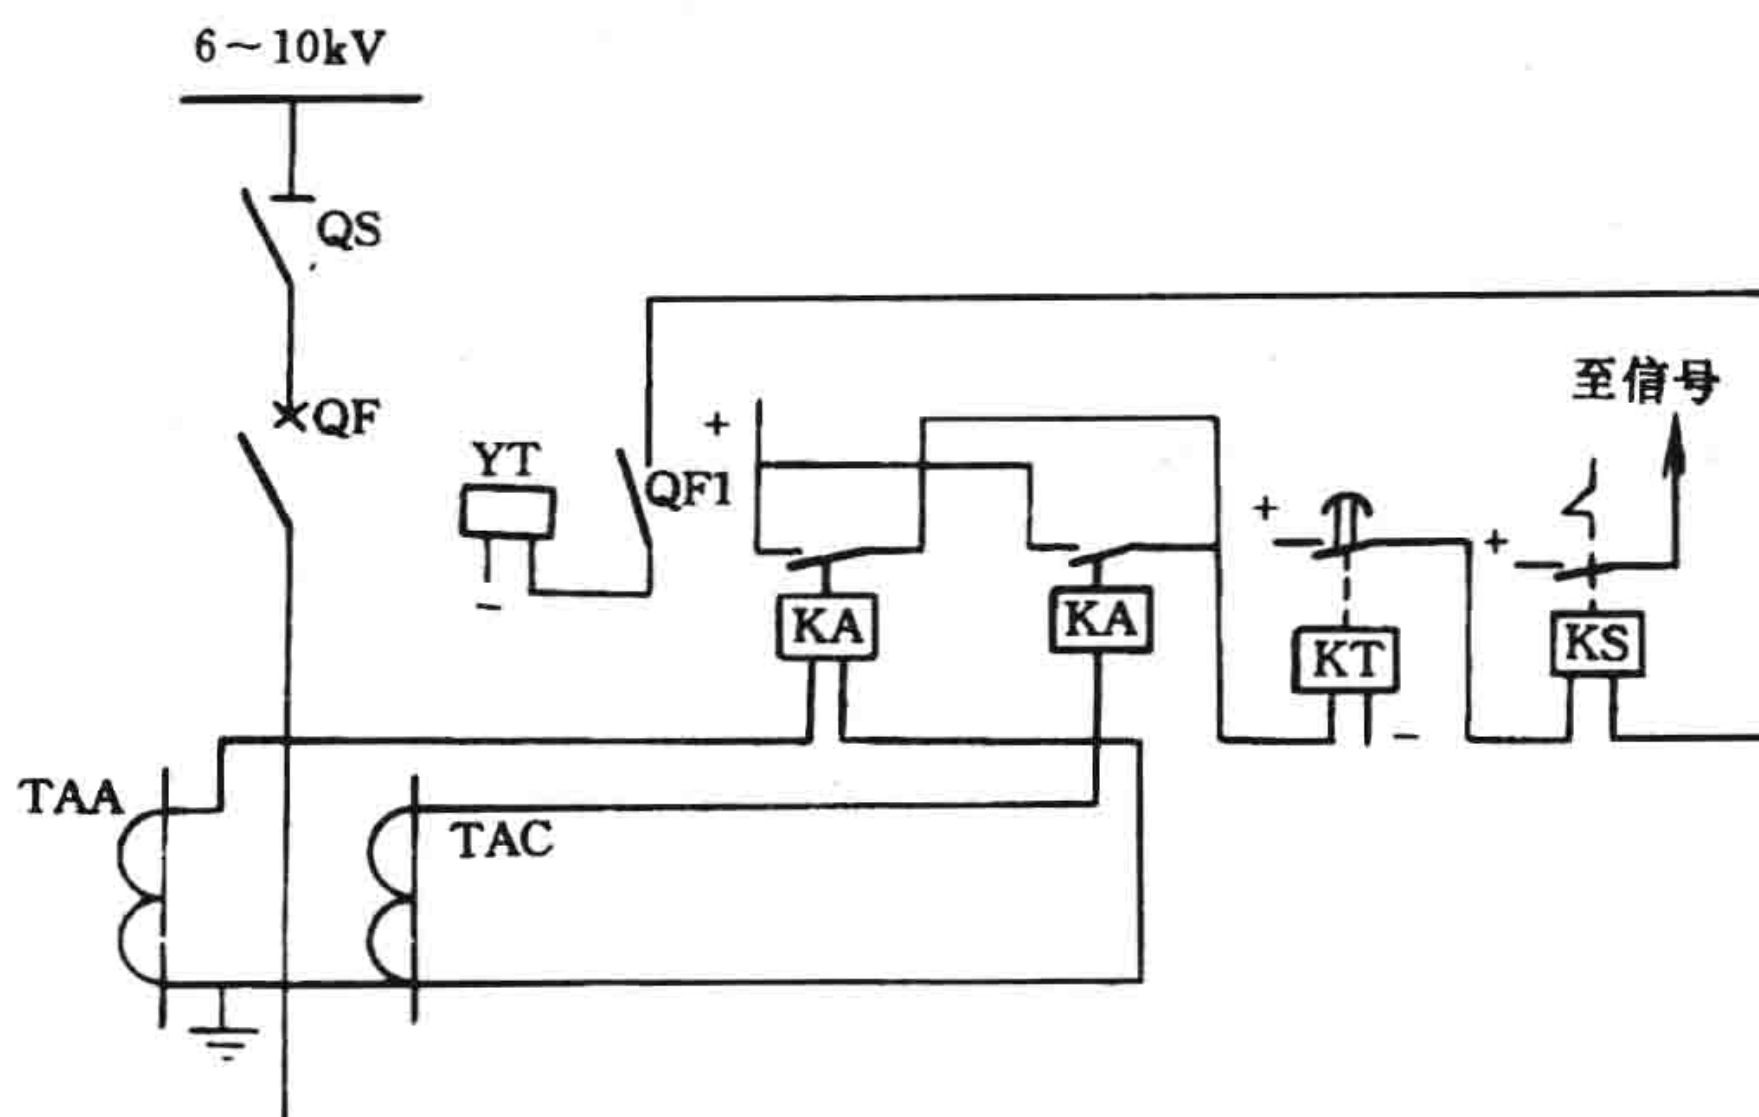 6~10kV
QS
QF
至信号
YT
+
QF1
+
+
KA
KA
KT
KS
-
-
TAA
TAC